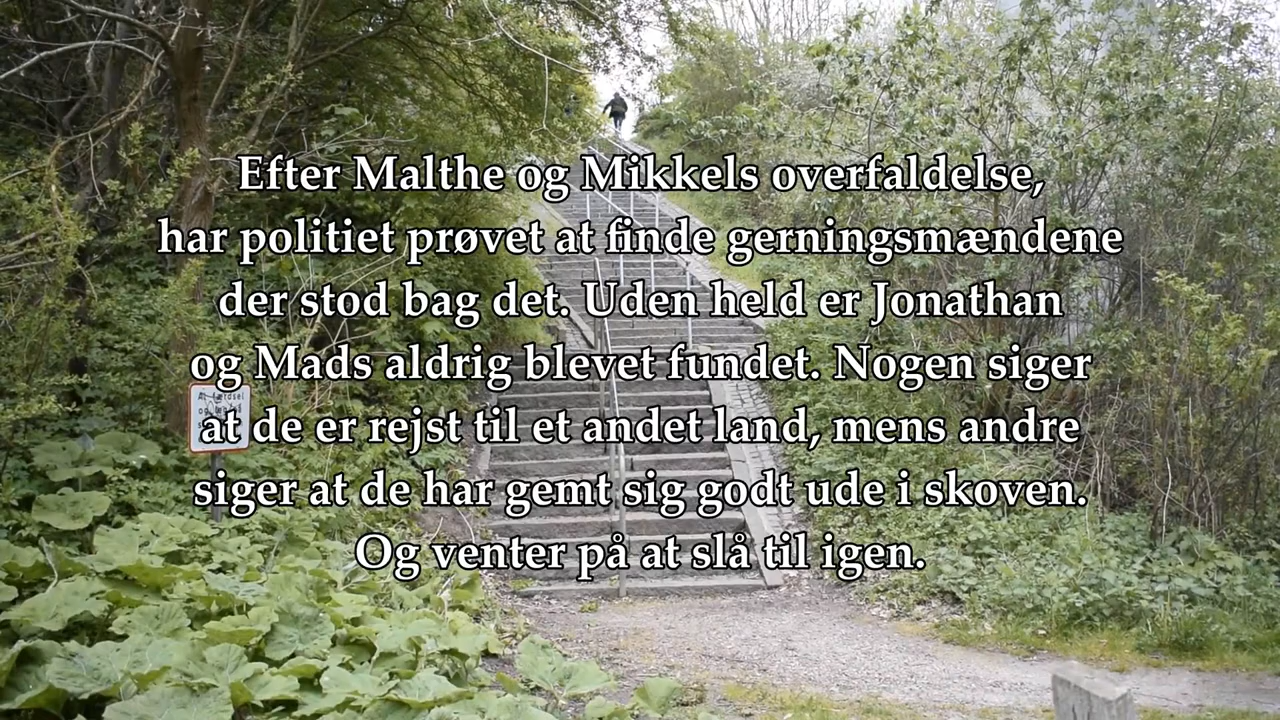 Efter Malthe og Mikkels overfaldelse,
har politiet prøvet at finde gerningsmændene
der stod bag det. Uden held er Jonathan
og Mads aldrig blevet fundet. Nogen siger
at de er rejst til et andet land, mens andre
siger at de har gemt sig godt ude i skoven.
Og venter på at slå til igen.